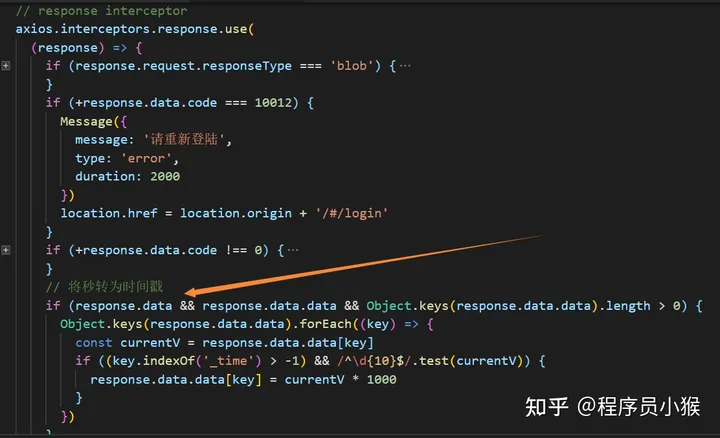 // response interceptor
axios.interceptors.response.use(
  (response) => {
    if (response.request.responseType === 'blob') {…
    }
    if (+response.data.code === 10012) {
      Message({
        message: '请重新登陆',
        type: 'error',
        duration: 2000
      })
      location.href = location.origin + '/#/login'
    }
    if (+response.data.code !== 0) {…
    }
    // 将秒转为时间戳
    if (response.data && response.data.data && Object.keys(response.data.data).length > 0) {
      Object.keys(response.data.data).forEach((key) => {
        const currentV = response.data.data[key]
        if ((key.indexOf('_time') > -1) && /^\d{10}$/.test(currentV)) {
          response.data.data[key] = currentV * 1000
        }
      })
知乎 @程序员小猴